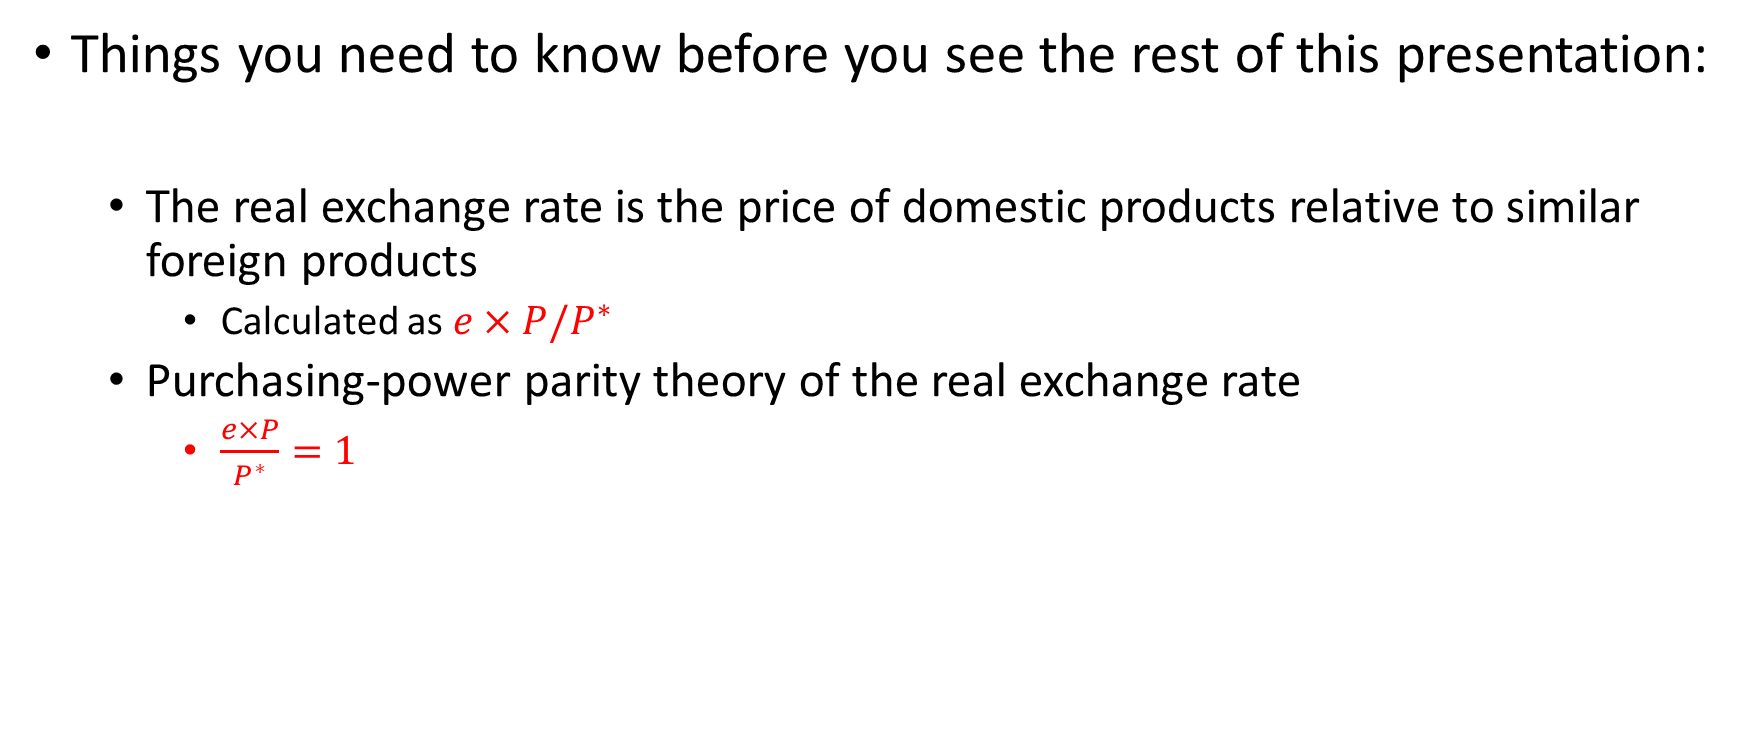 • Things you need to know before you see the rest of this presentation:
• The real exchange rate is the price of domestic products relative to similar
foreign products
• Calculated as e × P/P*
• Purchasing-power parity theory of the real exchange rate
• e×P/P* = 1